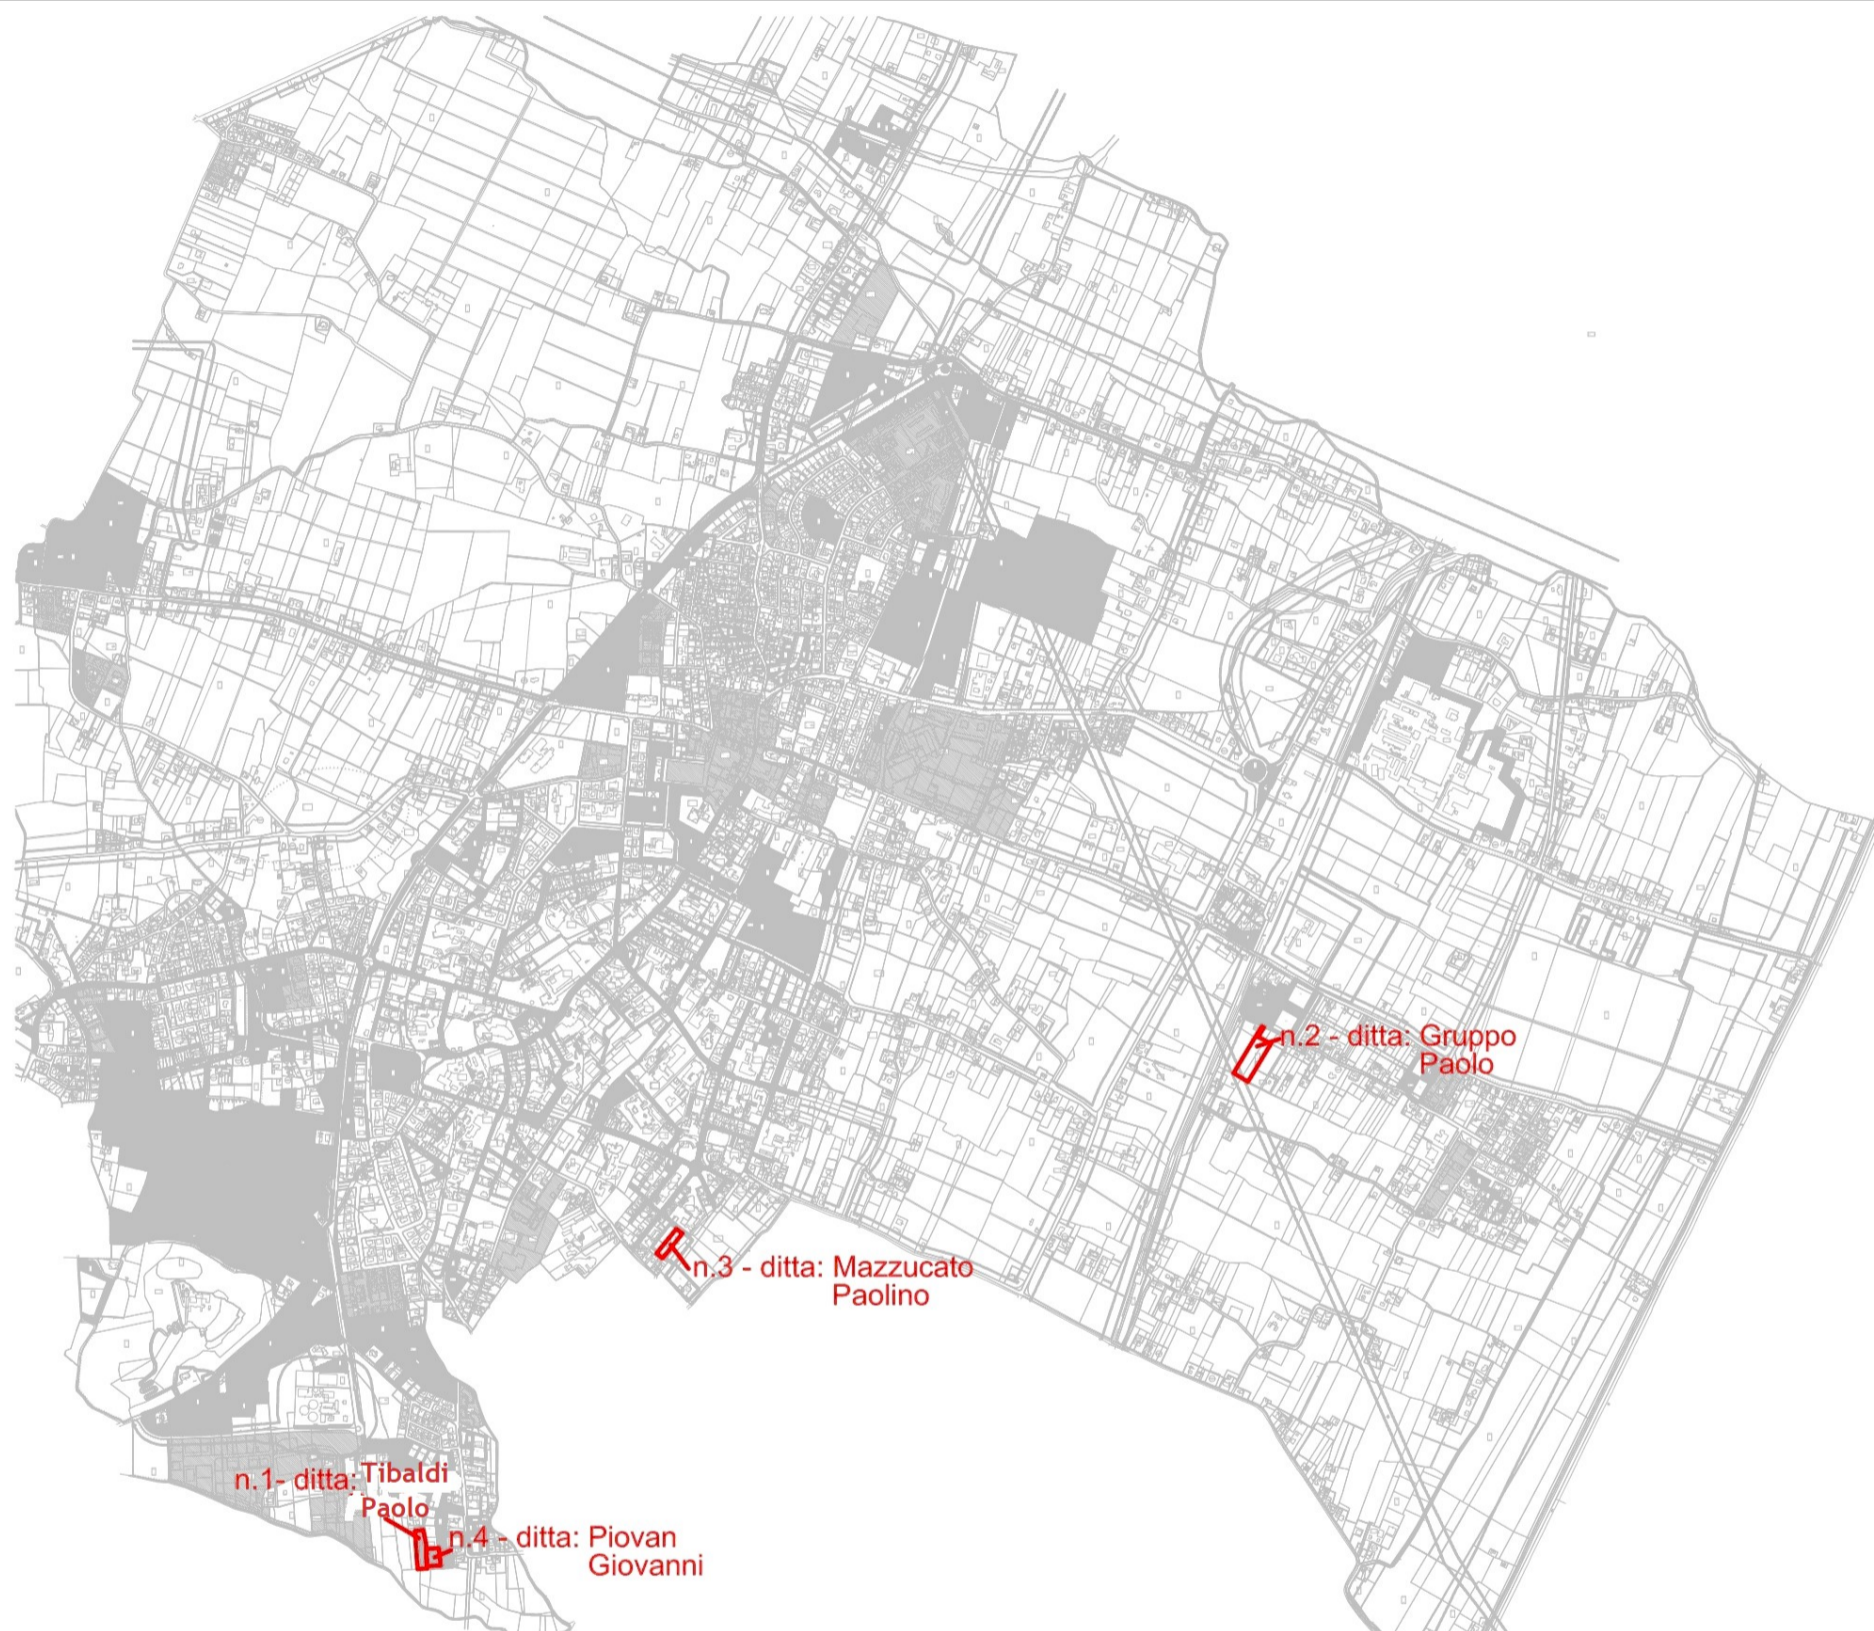 n.2 - ditta: Gruppo
Paolo
n.3 - ditta: Mazzucato
Paolino
n.1- ditta: Tibaldi
Paolo
n.4 - ditta: Piovan
Giovanni